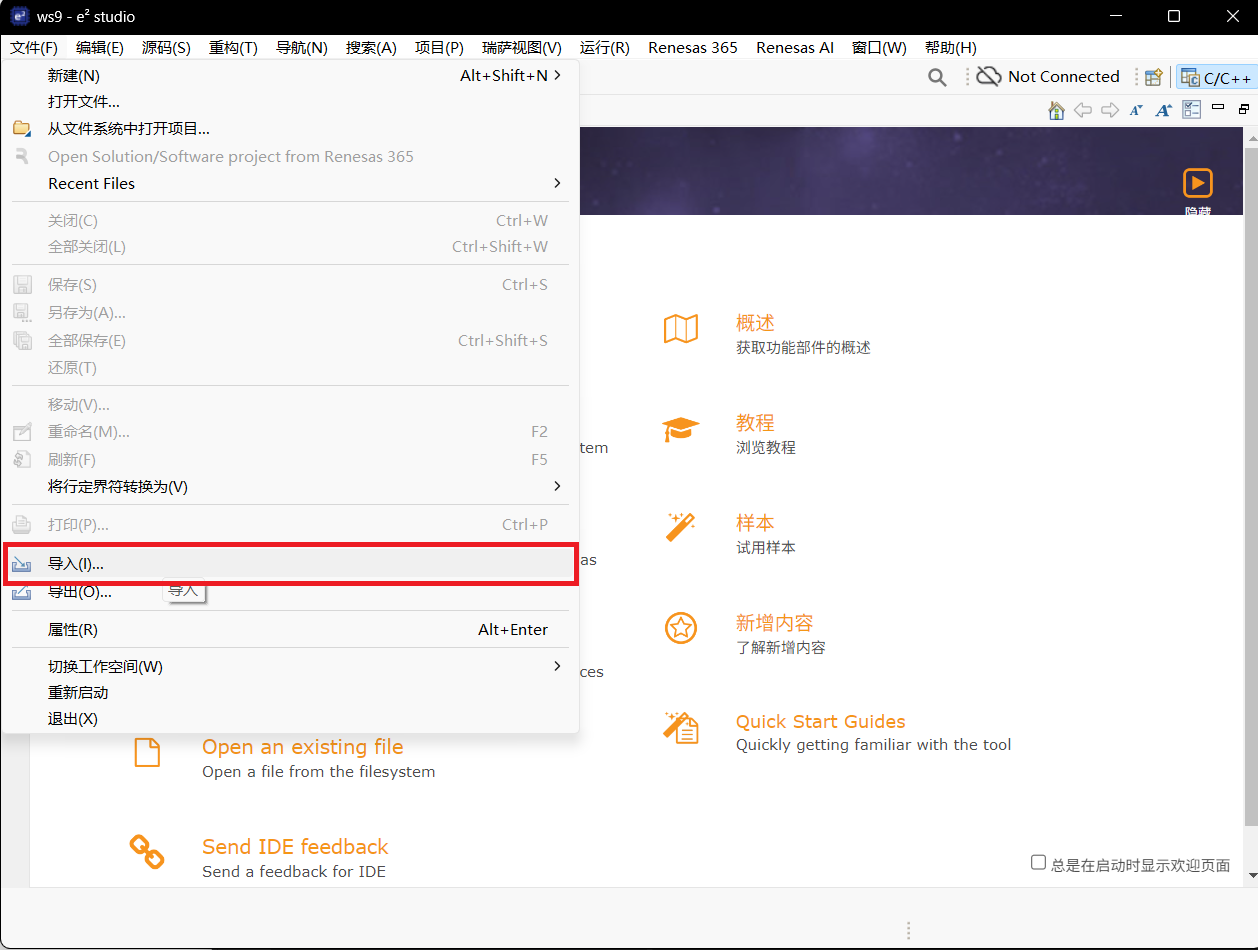 ws9 - e² studio
文件(F) 编辑(E) 源码(S) 重构(T) 导航(N) 搜索(A) 项目(P) 瑞萨视图(V) 运行(R) Renesas 365 Renesas AI 窗口(W) 帮助(H)
Not Connected C/C++
新建(N) Alt+Shift+N
打开文件...
从文件系统中打开项目...
Open Solution/Software project from Renesas 365
Recent Files
关闭(C) Ctrl+W
全部关闭(L) Ctrl+Shift+W
保存(S) Ctrl+S
另存为(A)...
全部保存(E) Ctrl+Shift+S
还原(T)
移动(V)...
重命名(M)... F2
刷新(F) F5
将行定界符转换为(V)
打印(P)... Ctrl+P
导入(I)...
导出(O)...
导入
属性(R) Alt+Enter
切换工作空间(W)
重新启动
退出(X)
隐藏
tem
as
ces
概述
获取功能部件的概述
教程
浏览教程
样本
试用样本
新增内容
了解新增内容
Quick Start Guides
Quickly getting familiar with the tool
Open an existing file
Open a file from the filesystem
Send IDE feedback
Send a feedback for IDE
总是在启动时显示欢迎页面